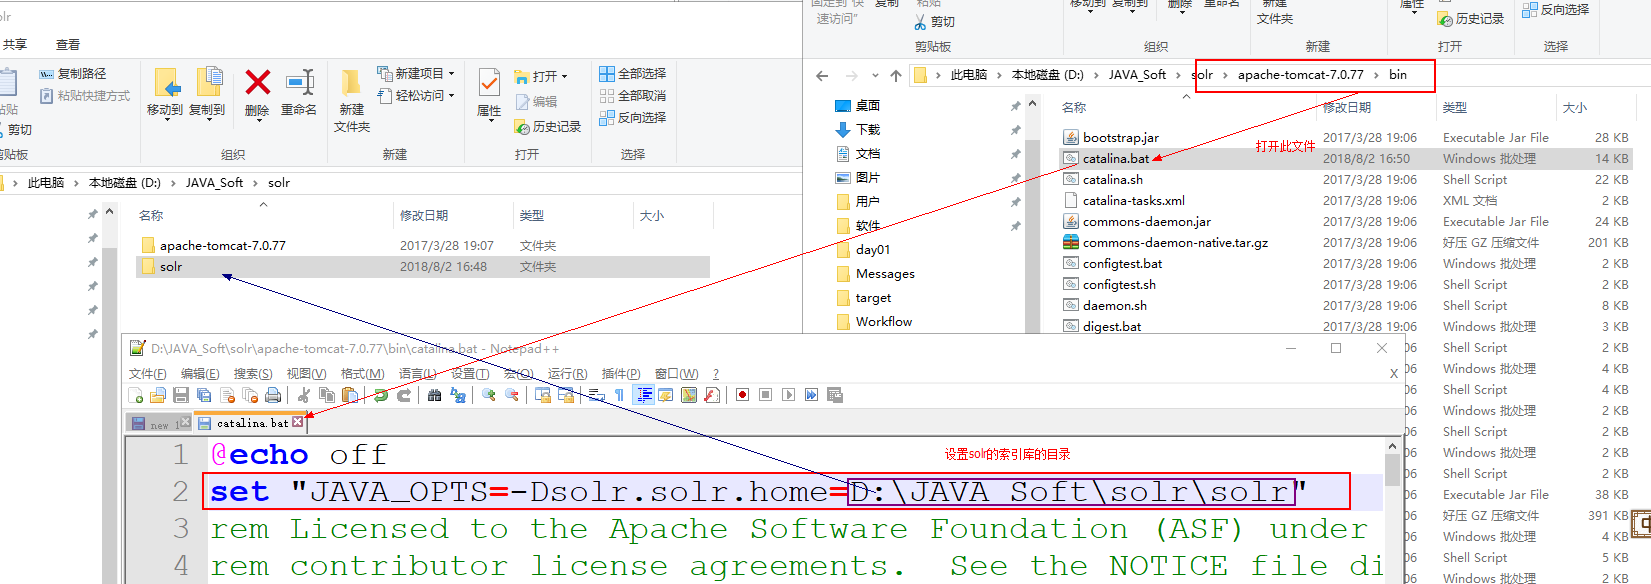 olr
共享 查看
复制路径
粘贴快捷方式
剪切
移动到 复制到 删除 重命名
新建
文件夹
新建项目
轻松访问
属性
打开
编辑
历史记录
全部选择
全部取消
反向选择
组织 新建 打开 选择
此电脑 本地磁盘 (D:) JAVA_Soft solr
名称 修改日期 类型 大小
apache-tomcat-7.0.77 2017/3/28 19:07 文件夹
solr 2018/8/2 16:48 文件夹
速访问"
复制
剪切
剪贴板
移动到 复制到 删除 重命名
组织
新建
文件夹
新建
属性
历史记录
打开
反向选择
选择
此电脑 本地磁盘 (D:) JAVA_Soft solr apache-tomcat-7.0.77 bin
桌面
下载
文档
图片
用户
软件
day01
Messages
target
Workflow
名称 修改日期 类型 大小
打开此文件
bootstrap.jar 2017/3/28 19:06 Executable Jar File 28 KB
catalina.bat 2018/8/2 16:50 Windows 批处理 14 KB
catalina.sh 2017/3/28 19:06 Shell Script 22 KB
catalina-tasks.xml 2017/3/28 19:06 XML 文档 2 KB
commons-daemon.jar 2017/3/28 19:06 Executable Jar File 24 KB
commons-daemon-native.tar.gz 2017/3/28 19:06 好压 GZ 压缩文件 201 KB
configtest.bat 2017/3/28 19:06 Windows 批处理 2 KB
configtest.sh 2017/3/28 19:06 Shell Script 2 KB
daemon.sh 2017/3/28 19:06 Shell Script 8 KB
digest.bat 2017/3/28 19:06 Windows 批处理 3 KB
06 Shell Script 2 KB
06 Windows 批处理 4 KB
06 Shell Script 4 KB
06 Windows 批处理 2 KB
06 Shell Script 2 KB
06 Windows 批处理 2 KB
06 Shell Script 2 KB
06 Executable Jar File 38 KB
06 好压 GZ 压缩文件 391 KB
06 Windows 批处理 4 KB
06 Shell Script 5 KB
06 Windows 批处理 2 KB
D:\JAVA_Soft\solr\apache-tomcat-7.0.77\bin\catalina.bat - Notepad++
文件(F) 编辑(E) 搜索(S) 视图(V) 格式(M) 语言(L) 设置(T) 宏(O) 运行(R) 插件(P) 窗口(W) ?
X
new 1 catalina.bat
设置solr的索引库的目录
1 @echo off
2 set "JAVA_OPTS=-Dsolr.solr.home=D:\JAVA_Soft\solr\solr"
3 rem Licensed to the Apache Software Foundation (ASF) under
4 rem contributor license agreements. See the NOTICE file di